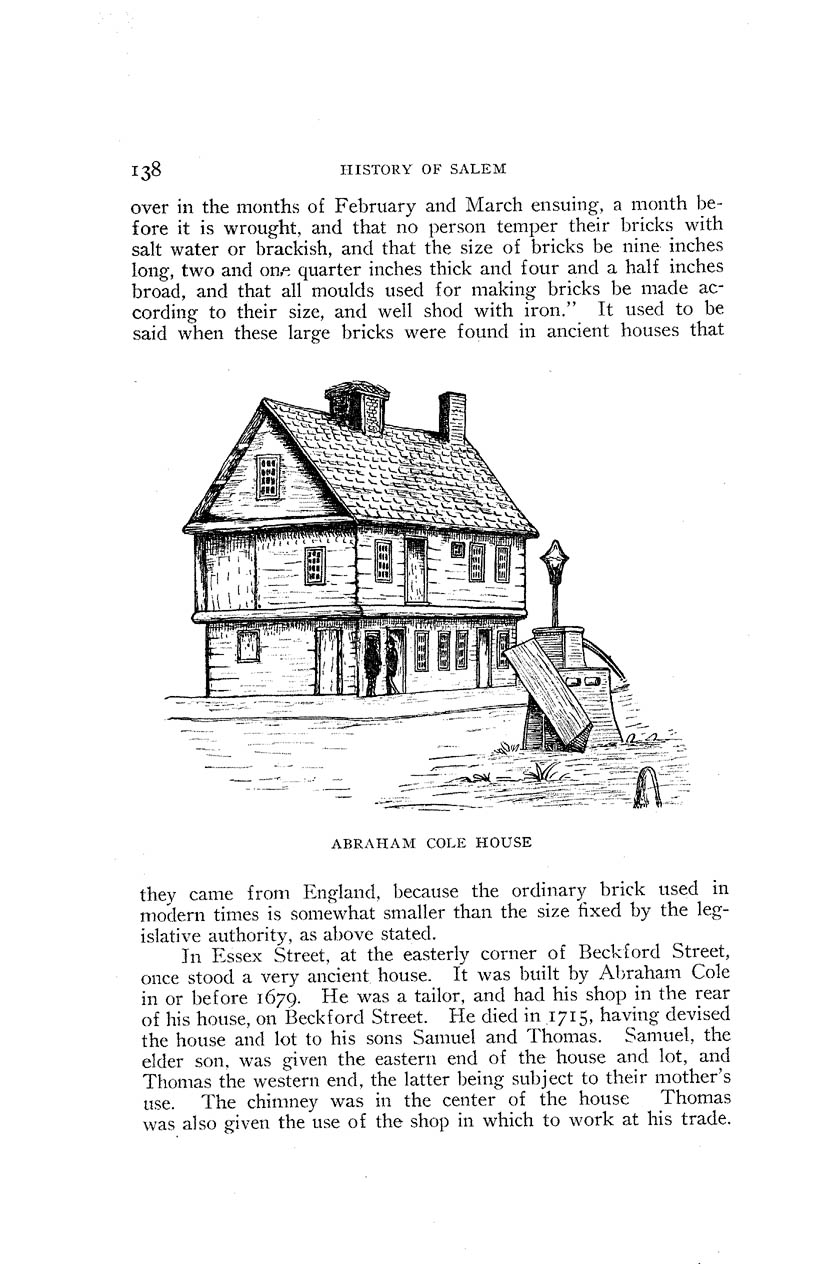 138 HISTORY OF SALEM
over in the months of February and March ensuing, a month be-
fore it is wrought, and that no person temper their bricks with
salt water or brackish, and that the size of bricks be nine inches
long, two and one quarter inches thick and four and a half inches
broad, and that all moulds used for making bricks be made ac-
cording to their size, and well shod with iron." It used to be
said when these large bricks were found in ancient houses that
ABRAHAM COLE HOUSE
they came from England, because the ordinary brick used in
modern times is somewhat smaller than the size fixed by the leg-
islative authority, as above stated.
In Essex Street, at the easterly corner of Beckford Street,
once stood a very ancient house. It was built by Abraham Cole
in or before 1679. He was a tailor, and had his shop in the rear
of his house, on Beckford Street. He died in 1715, having devised
the house and lot to his sons Samuel and Thomas. Samuel, the
elder son, was given the eastern end of the house and lot, and
Thomas the western end, the latter being subject to their mother's
use. The chimney was in the center of the house Thomas
was also given the use of the shop in which to work at his trade.